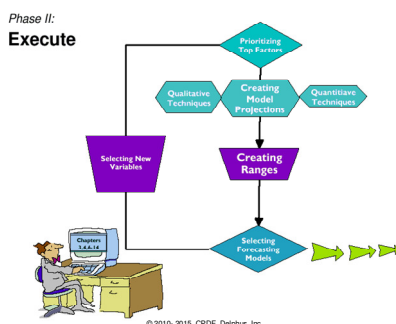 Phase II:
Execute
Prioritizing
Top Factors
Qualitative
Techniques
Creating
Model
Projections
Quantitiave
Techniques
Selecting New
Variables
Creating
Ranges
Chapters
Selecting
Forecasting
Models
© 2010- 2015, CPDF, Delphus, Inc.